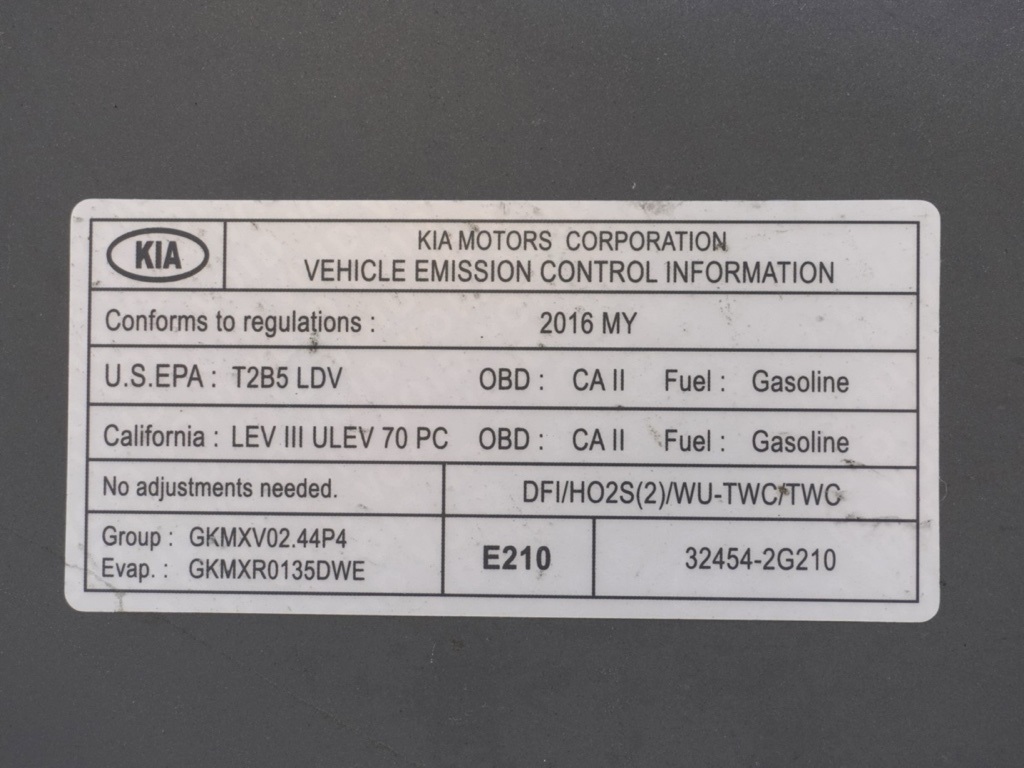 KIA
KIA MOTORS CORPORATION
VEHICLE EMISSION CONTROL INFORMATION
Conforms to regulations : 2016 MY
U.S.EPA : T2B5 LDV OBD : CA II Fuel : Gasoline
California : LEV III ULEV 70 PC OBD : CA II Fuel : Gasoline
No adjustments needed. DFI/HO2S(2)/WU-TWC/TWC
Group : GKMXV02.44P4
Evap. : GKMXR0135DWE
E210
32454-2G210